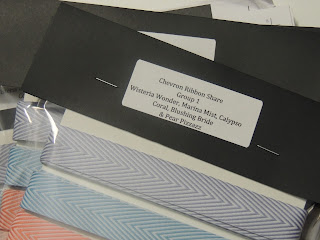 Chevron Ribbon Share
Group 1
Wisteria Wonder, Marina Mist, Calypso
Coral, Blushing Bride
& Pear Pizzazz